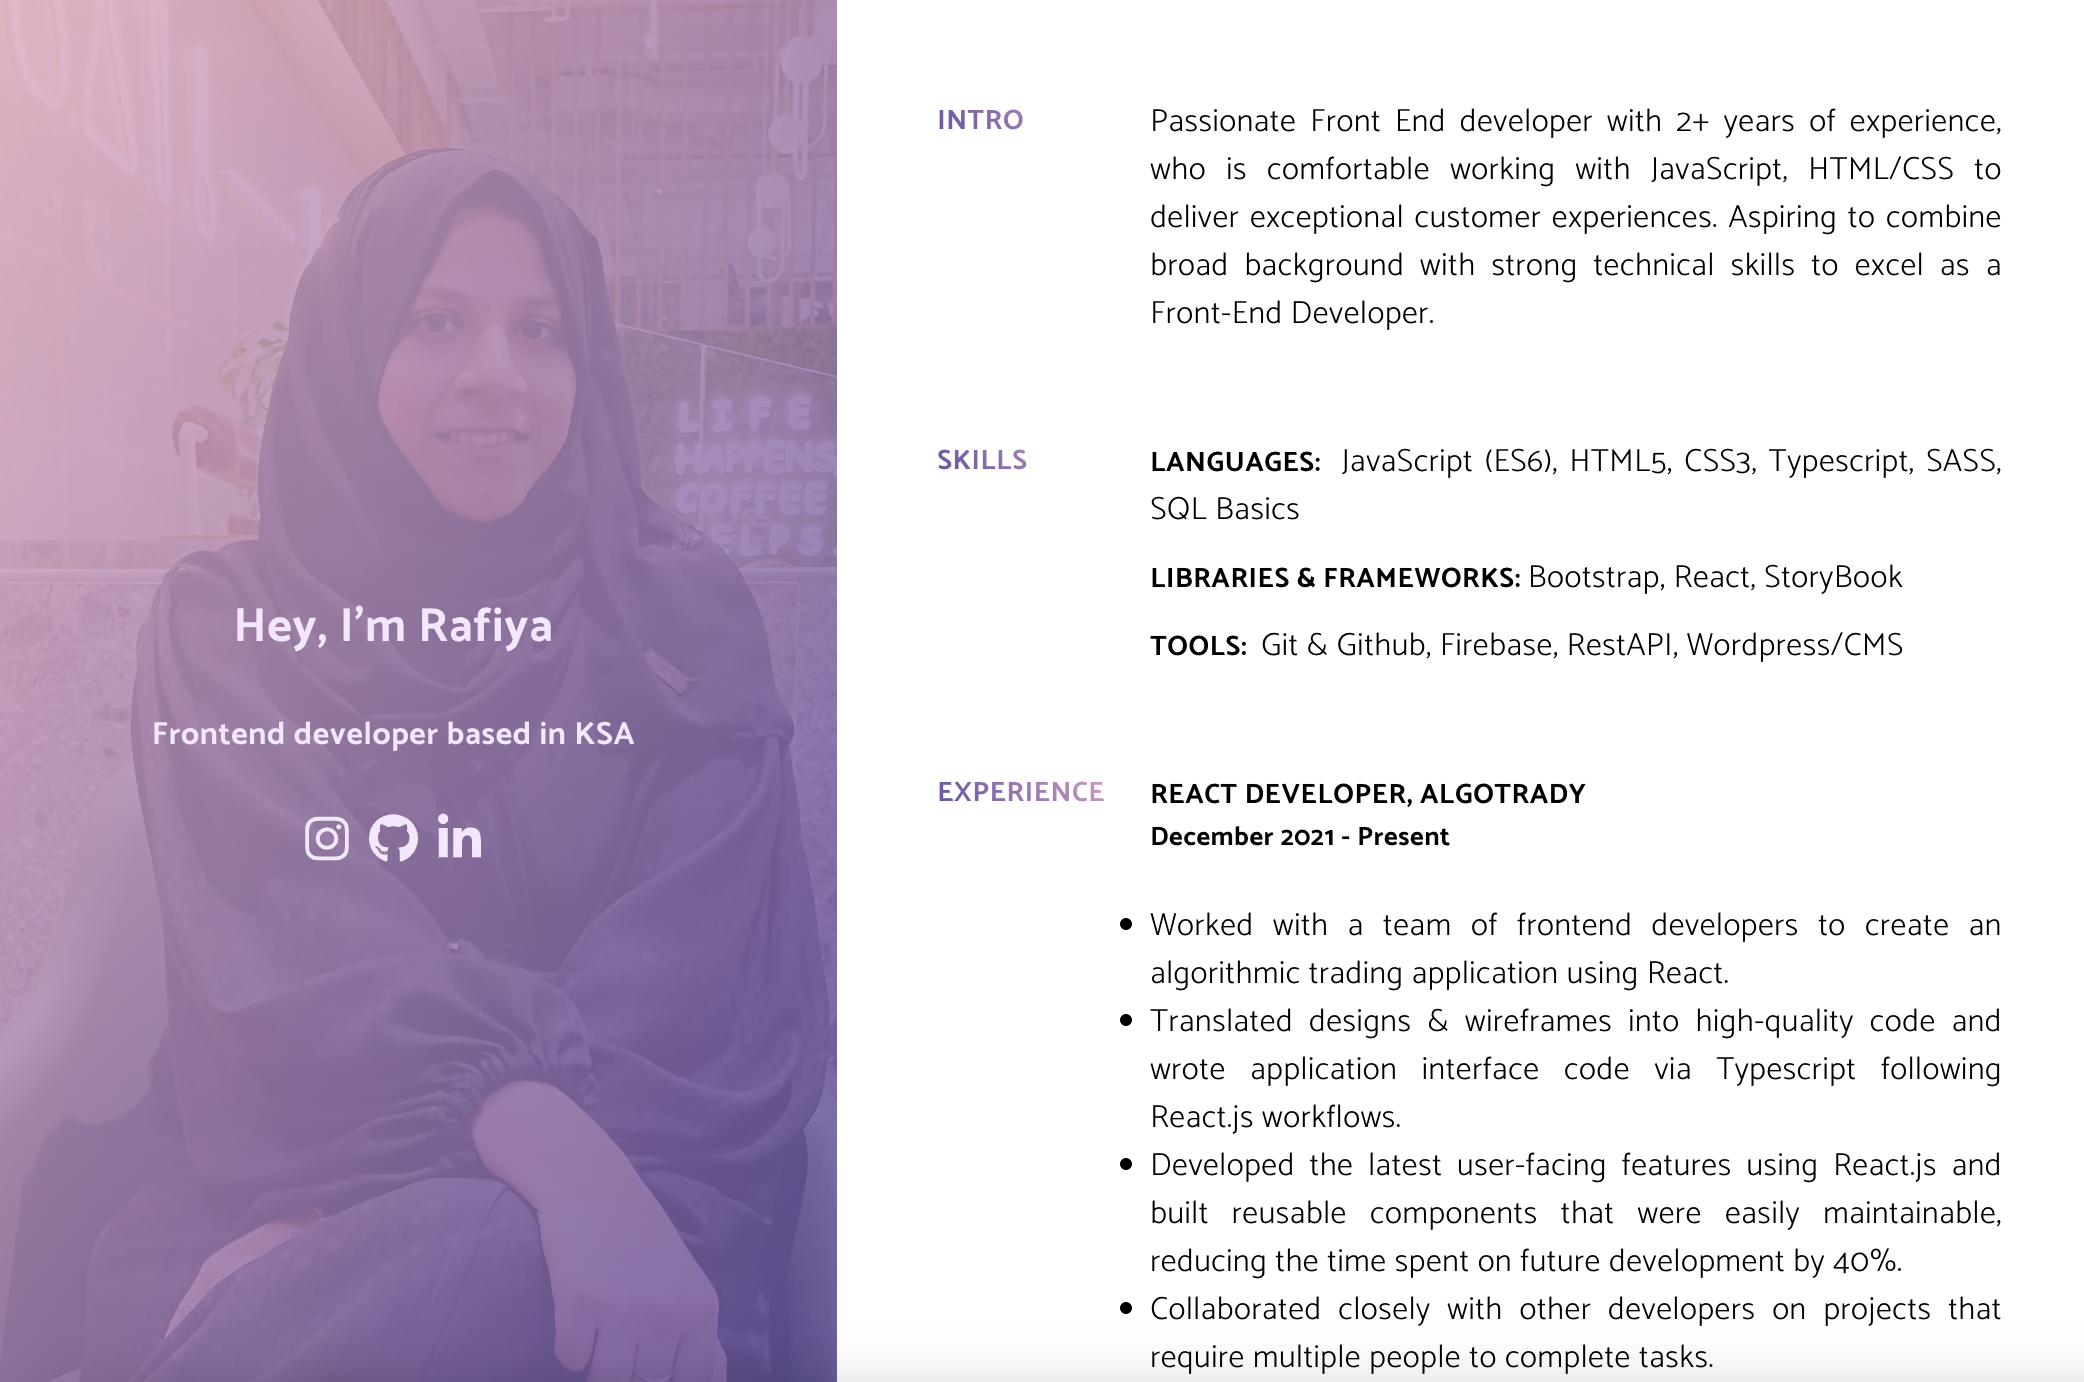 LIFE
HAPPENS
COFFEE
HELPS.
Hey, I'm Rafiya
Frontend developer based in KSA
in
INTRO
Passionate Front End developer with 2+ years of experience,
who is comfortable working with JavaScript, HTML/CSS to
deliver exceptional customer experiences. Aspiring to combine
broad background with strong technical skills to excel as a
Front-End Developer.
SKILLS
LANGUAGES: JavaScript (ES6), HTML5, CSS3, Typescript, SASS,
SQL Basics
LIBRARIES & FRAMEWORKS: Bootstrap, React, StoryBook
TOOLS: Git & Github, Firebase, RestAPI, Wordpress/CMS
EXPERIENCE
REACT DEVELOPER, ALGOTRADY
December 2021 - Present
• Worked with a team of frontend developers to create an
algorithmic trading application using React.
• Translated designs & wireframes into high-quality code and
wrote application interface code via Typescript following
React.js workflows.
• Developed the latest user-facing features using React.js and
built reusable components that were easily maintainable,
reducing the time spent on future development by 40%.
• Collaborated closely with other developers on projects that
require multiple people to complete tasks.